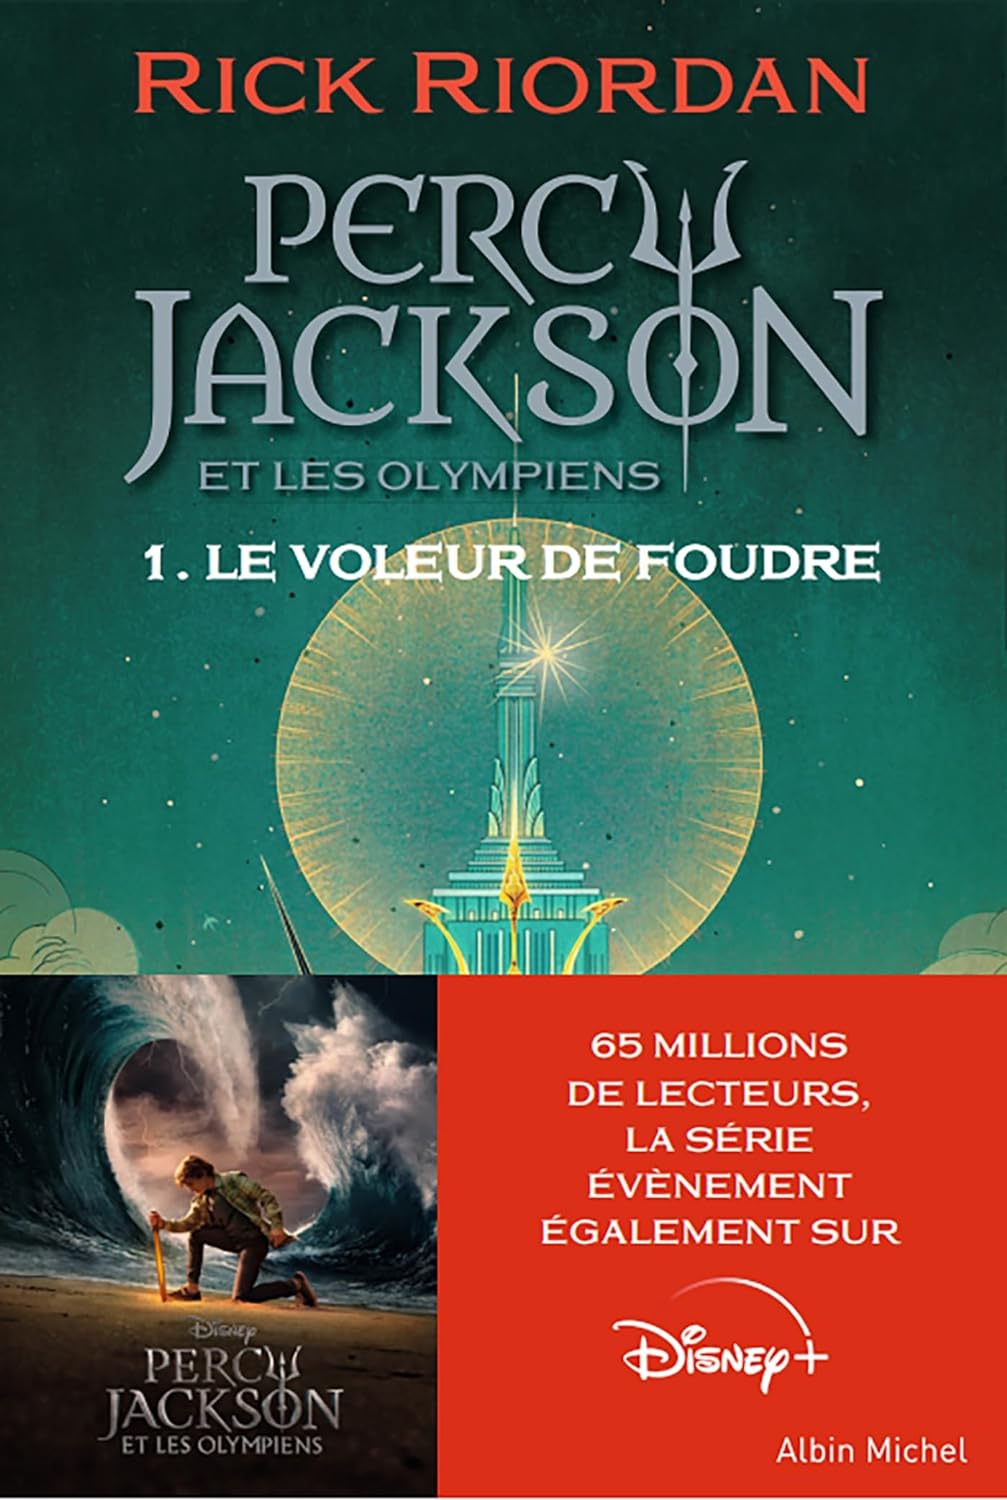 RICK RIORDAN
PERCY
JACKSON
ET LES OLYMPIENS
1. LE VOLEUR DE FOUDRE
65 MILLIONS
DE LECTEURS,
LA SÉRIE
ÉVÈNEMENT
ÉGALEMENT SUR
Disney+
Albin Michel
Disney
PERCY
JACKSON
ET LES OLYMPIENS